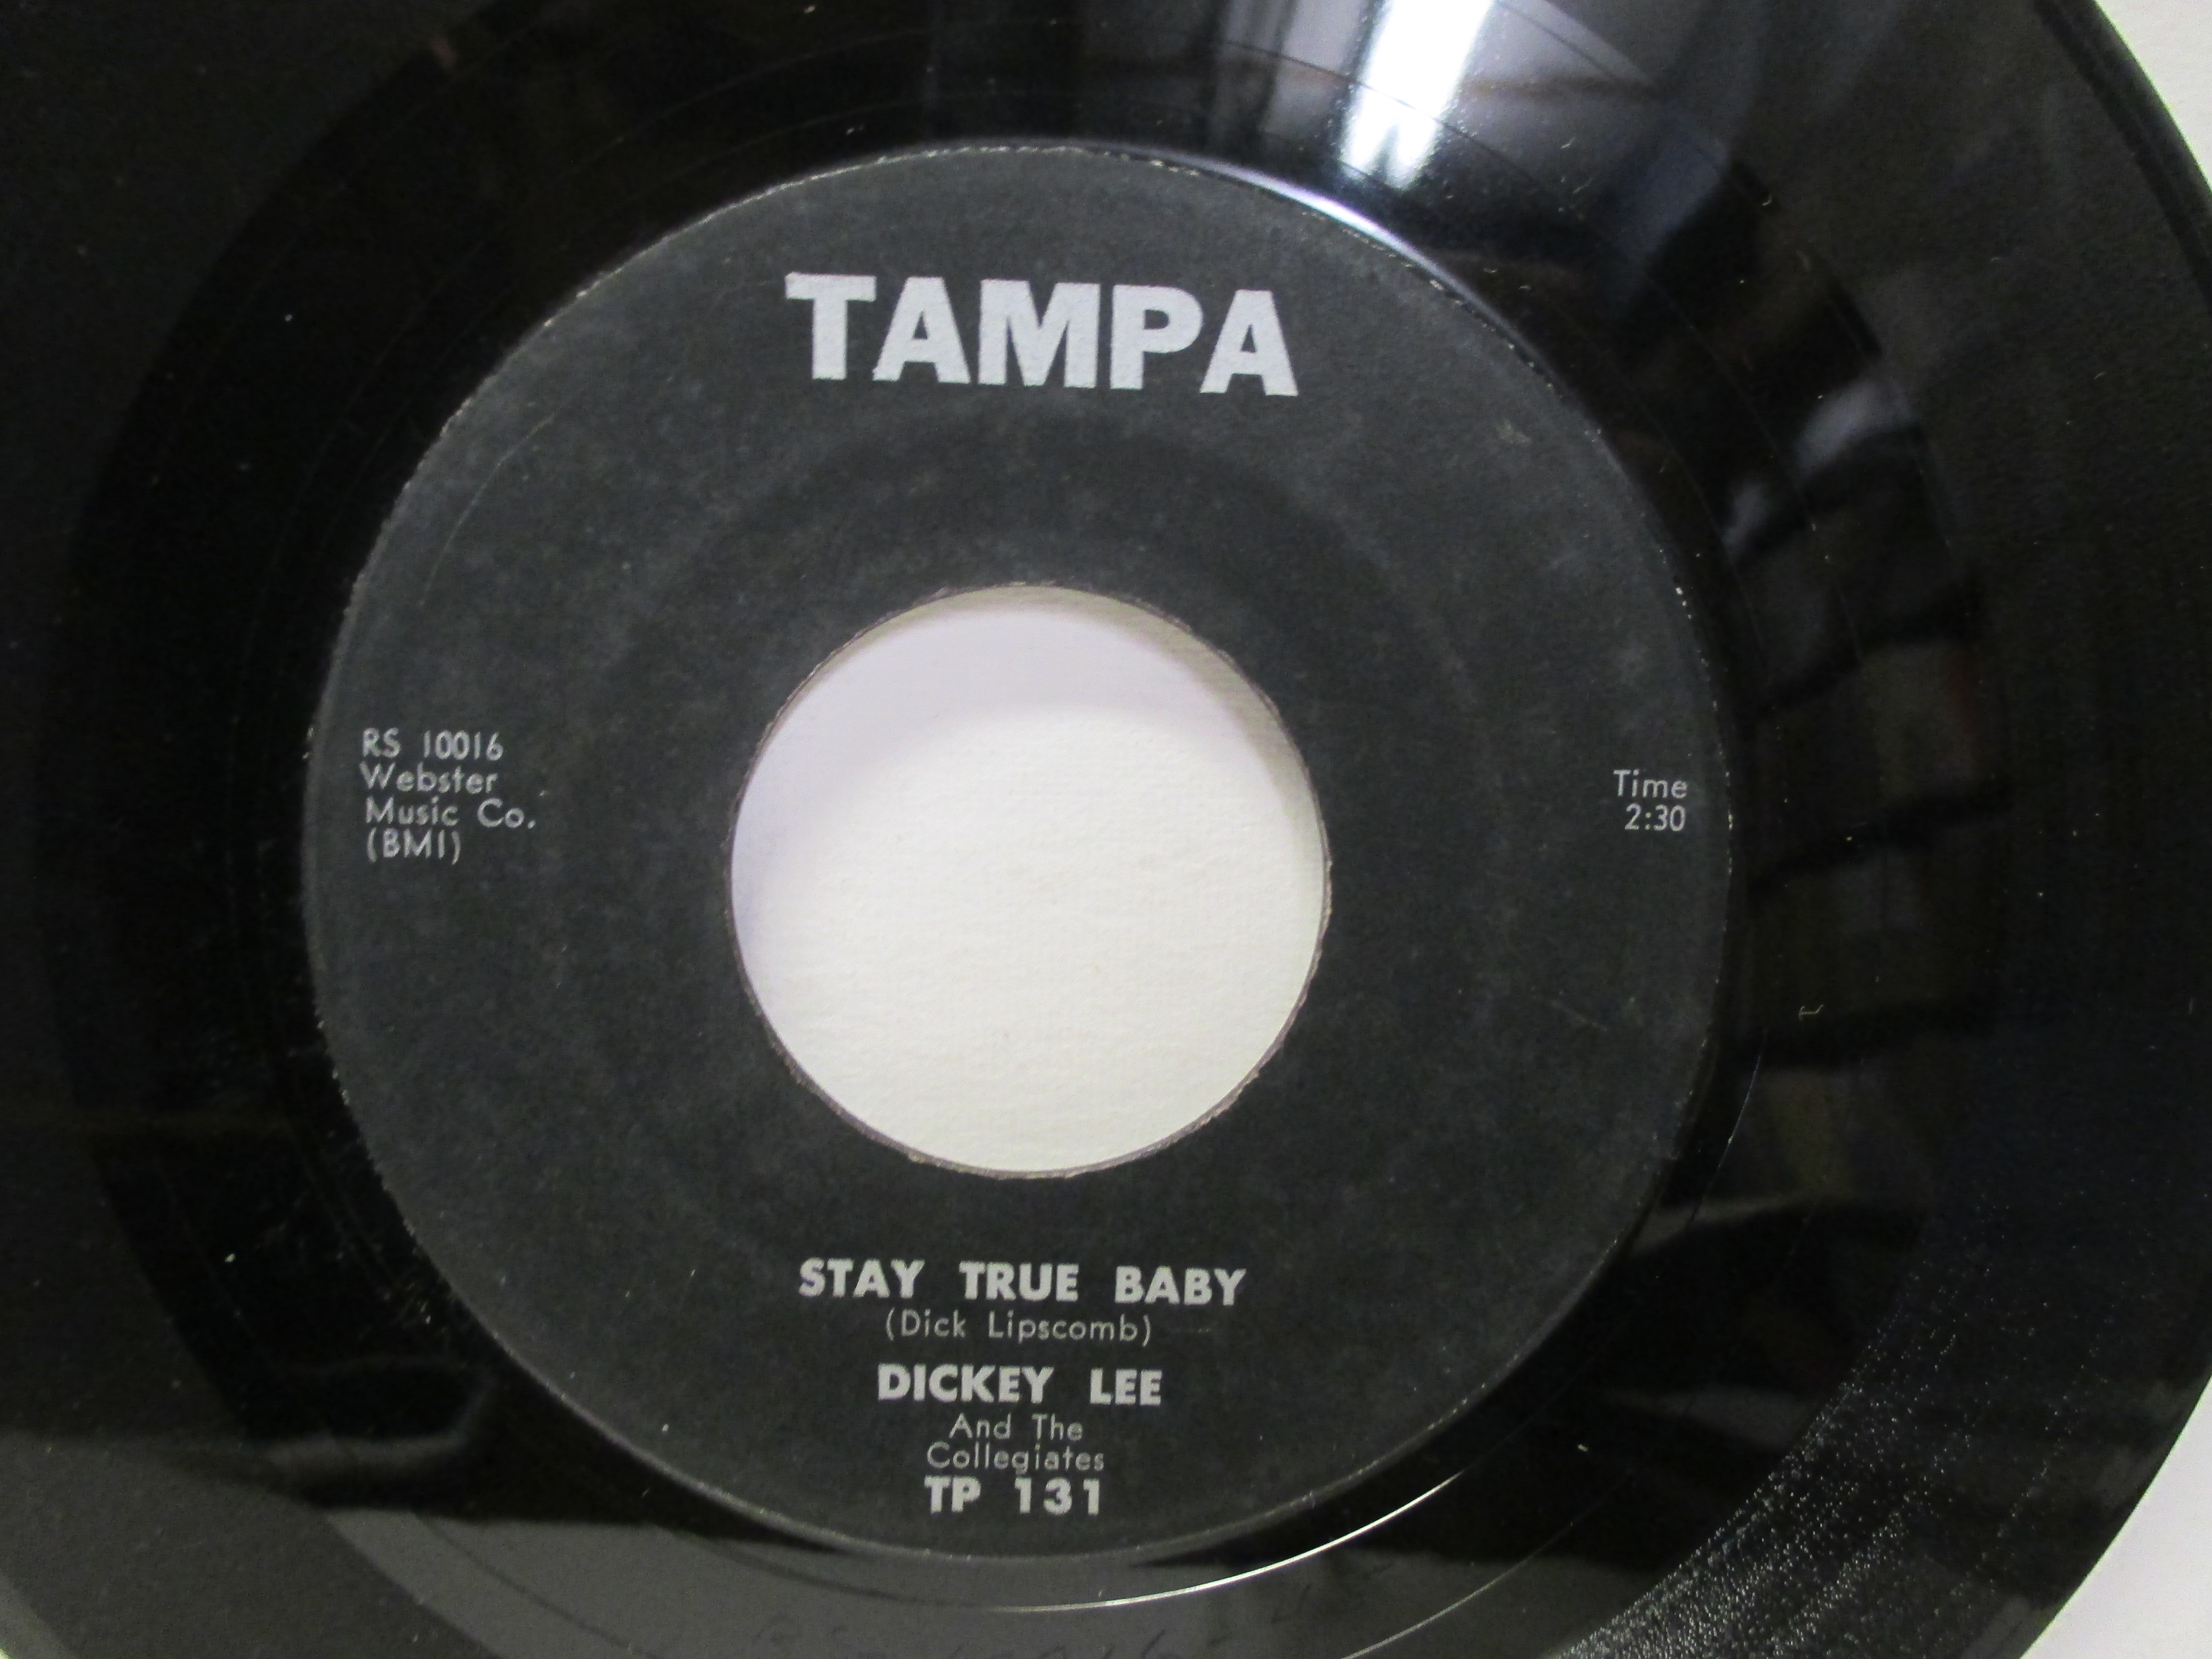 TAMPA
RS 10016
Webster
Music Co.
(BMI)
Time
2:30
STAY TRUE BABY
(Dick Lipscomb)
DICKEY LEE
And The
Collegiates
TP 131